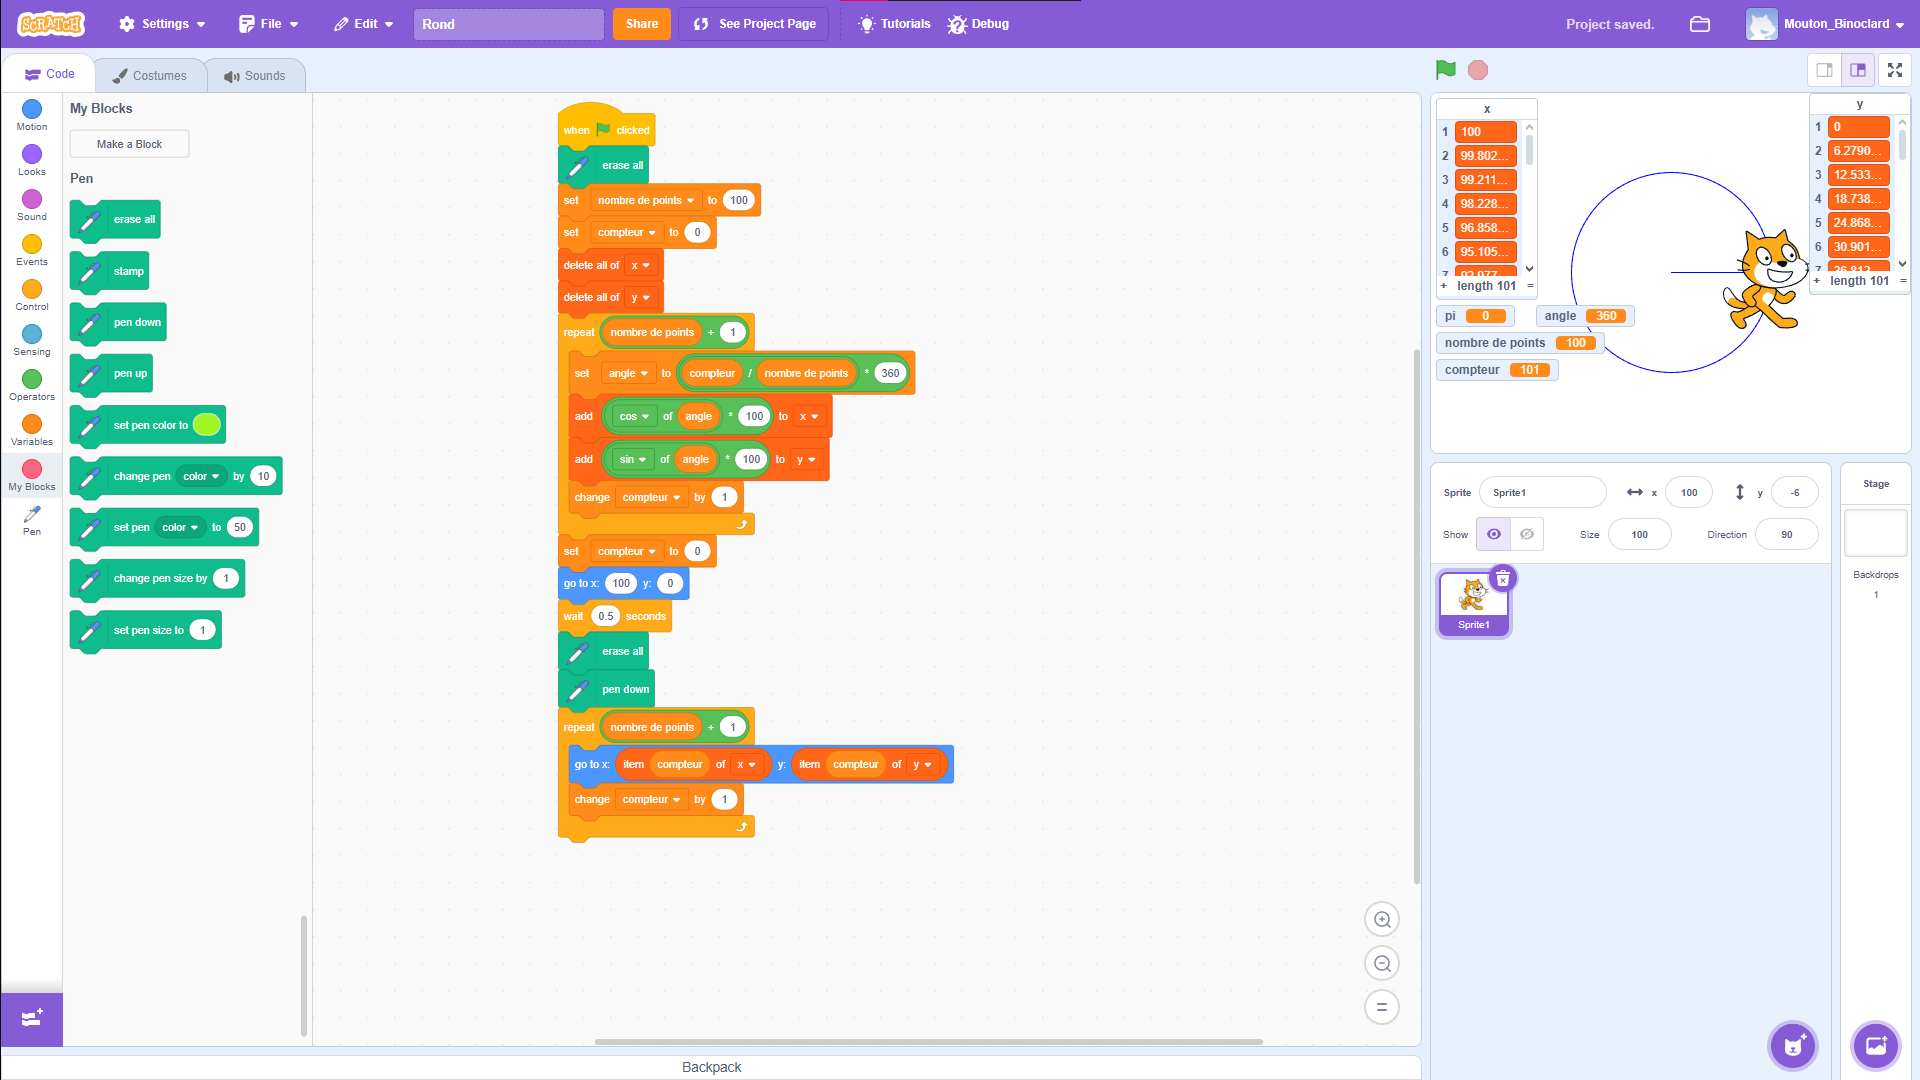 SCRATCH
Settings
File
Edit
Rond
Share
See Project Page
Tutorials
Debug
Project saved.
Mouton_Binoclard
Code
Costumes
Sounds
Motion
Looks
Sound
Events
Control
Sensing
Operators
Variables
My Blocks
Pen
My Blocks
Make a Block
Pen
erase all
stamp
pen down
pen up
set pen color to
change pen color by 10
set pen color to 50
change pen size by 1
set pen size to 1
when clicked
erase all
set nombre de points to 100
set compteur to 0
delete all of x
delete all of y
repeat nombre de points + 1
set angle to compteur / nombre de points * 360
add cos of angle * 100 to x
add sin of angle * 100 to y
change compteur by 1
set compteur to 0
go to x: 100 y: 0
wait 0.5 seconds
erase all
pen down
repeat nombre de points + 1
go to x: item compteur of x y: item compteur of y
change compteur by 1
Backpack
x
1 100
2 99.802...
3 99.211...
4 98.228...
5 96.858...
6 95.105...
7 92.977...
+ length 101 =
y
1 0
2 6.2790...
3 12.533...
4 18.738...
5 24.868...
6 30.901...
7 36.812...
+ length 101 =
pi 0
angle 360
nombre de points 100
compteur 101
Sprite Sprite1 x 100 y -6
Show Size 100 Direction 90
Sprite1
Stage
Backdrops
1